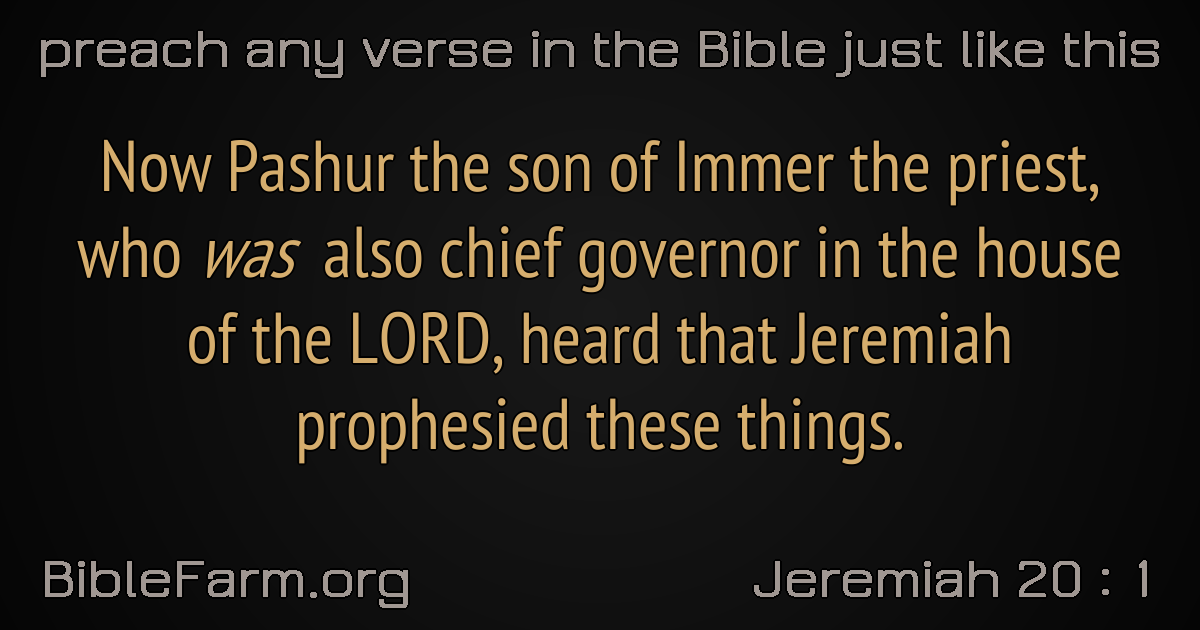 preach any verse in the Bible just like this
Now Pashur the son of Immer the priest,
who was also chief governor in the house
of the LORD, heard that Jeremiah
prophesied these things.
BibleFarm.org
Jeremiah 20 : 1